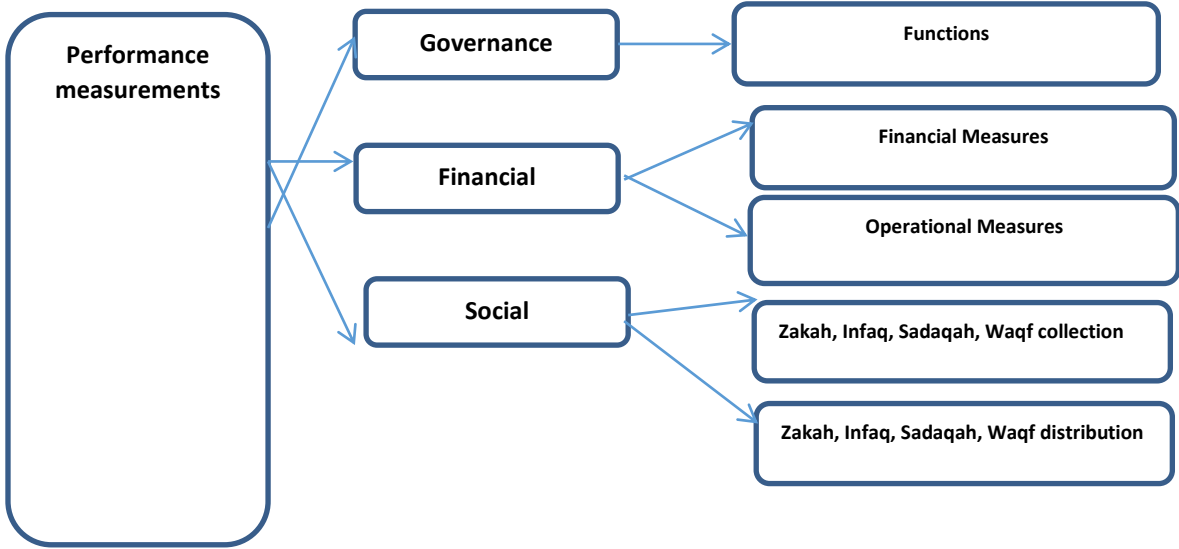 Performance
measurements
Governance
Functions
Financial
Financial Measures
Operational Measures
Social
Zakah, Infaq, Sadaqah, Waqf collection
Zakah, Infaq, Sadaqah, Waqf distribution